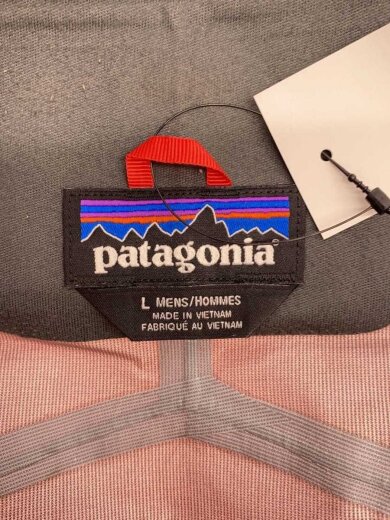 patagonia
L MENS/HOMMES
MADE IN VIETNAM
FABRIQUÉ AU VIETNAM